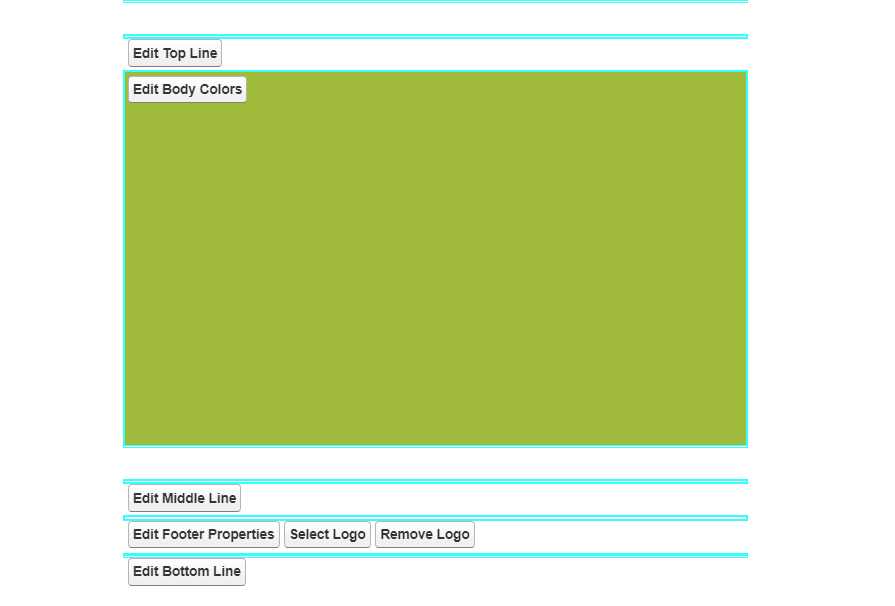 Edit Top Line
Edit Body Colors
Edit Middle Line
Edit Footer Properties Select Logo Remove Logo
Edit Bottom Line